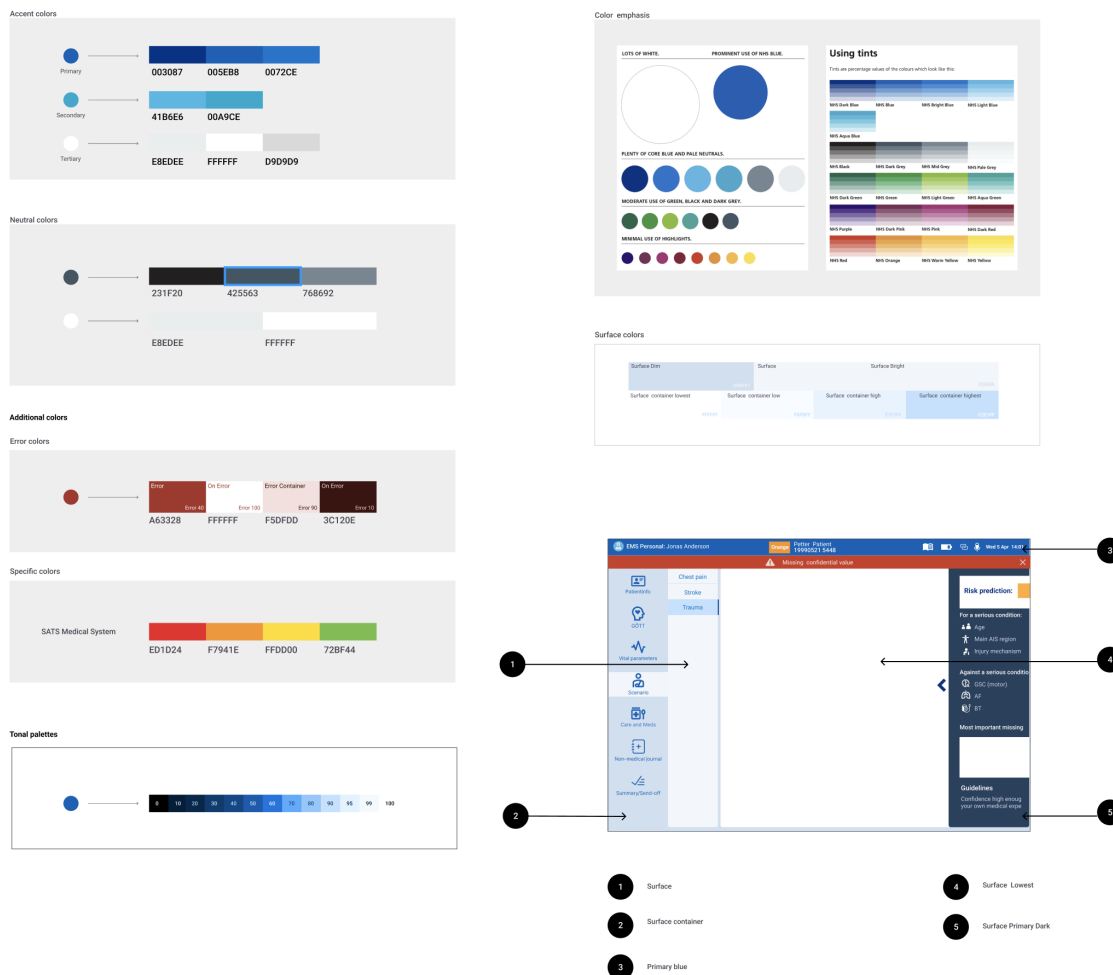 Accent colors
Primary
003087 005EB8 0072CE
Secondary
41B6E6 00A9CE
Tertiary
E8EDEE FFFFFF D9D9D9
Neutral colors
231F20 425563 768692
E8EDEE FFFFFF
Additional colors
Error colors
Error On Error Error Container On Error
Error 40 Error 100 Error 90 Error 10
A63328 FFFFFF F5DFDD 3C120E
Specific colors
SATS Medical System
ED1D24 F7941E FFDD00 72BF44
Tonal palettes
0 10 20 30 40 50 60 70 80 90 95 99 100
Color emphasis
LOTS OF WHITE. PROMINENT USE OF NHS BLUE.
PLENTY OF CORE BLUE AND PALE NEUTRALS.
MODERATE USE OF GREEN, BLACK AND DARK GREY.
MINIMAL USE OF HIGHLIGHTS.
Using tints
Tints are percentage values of the colours which look like this:
NHS Dark Blue NHS Blue NHS Bright Blue NHS Light Blue
NHS Aqua Blue
NHS Black NHS Dark Grey NHS Mid Grey NHS Pale Grey
NHS Dark Green NHS Green NHS Light Green NHS Aqua Green
NHS Purple NHS Dark Pink NHS Pink NHS Dark Red
NHS Red NHS Orange NHS Warm Yellow NHS Yellow
Surface colors
Surface Dim Surface Surface Bright
Surface container lowest Surface container low Surface container high Surface container highest
EMS Personal: Jonas Anderson
Orange
Petter Patient
19990521 5448
Wed 5 Apr 14:01
Missing confidential value
PatientInfo
GÖTT
Vital parameters
Scenario
Care and Meds
Non-medical journal
Summary/Send-off
Chest pain
Stroke
Trauma
Risk prediction:
For a serious condition:
Age
Main AIS region
Injury mechanism
Against a serious conditio
GSC (motor)
AF
BT
Most important missing
Guidelines
Confidence high enoug
your own medical expe
1
2
3
4
5
1 Surface
2 Surface container
3 Primary blue
4 Surface Lowest
5 Surface Primary Dark